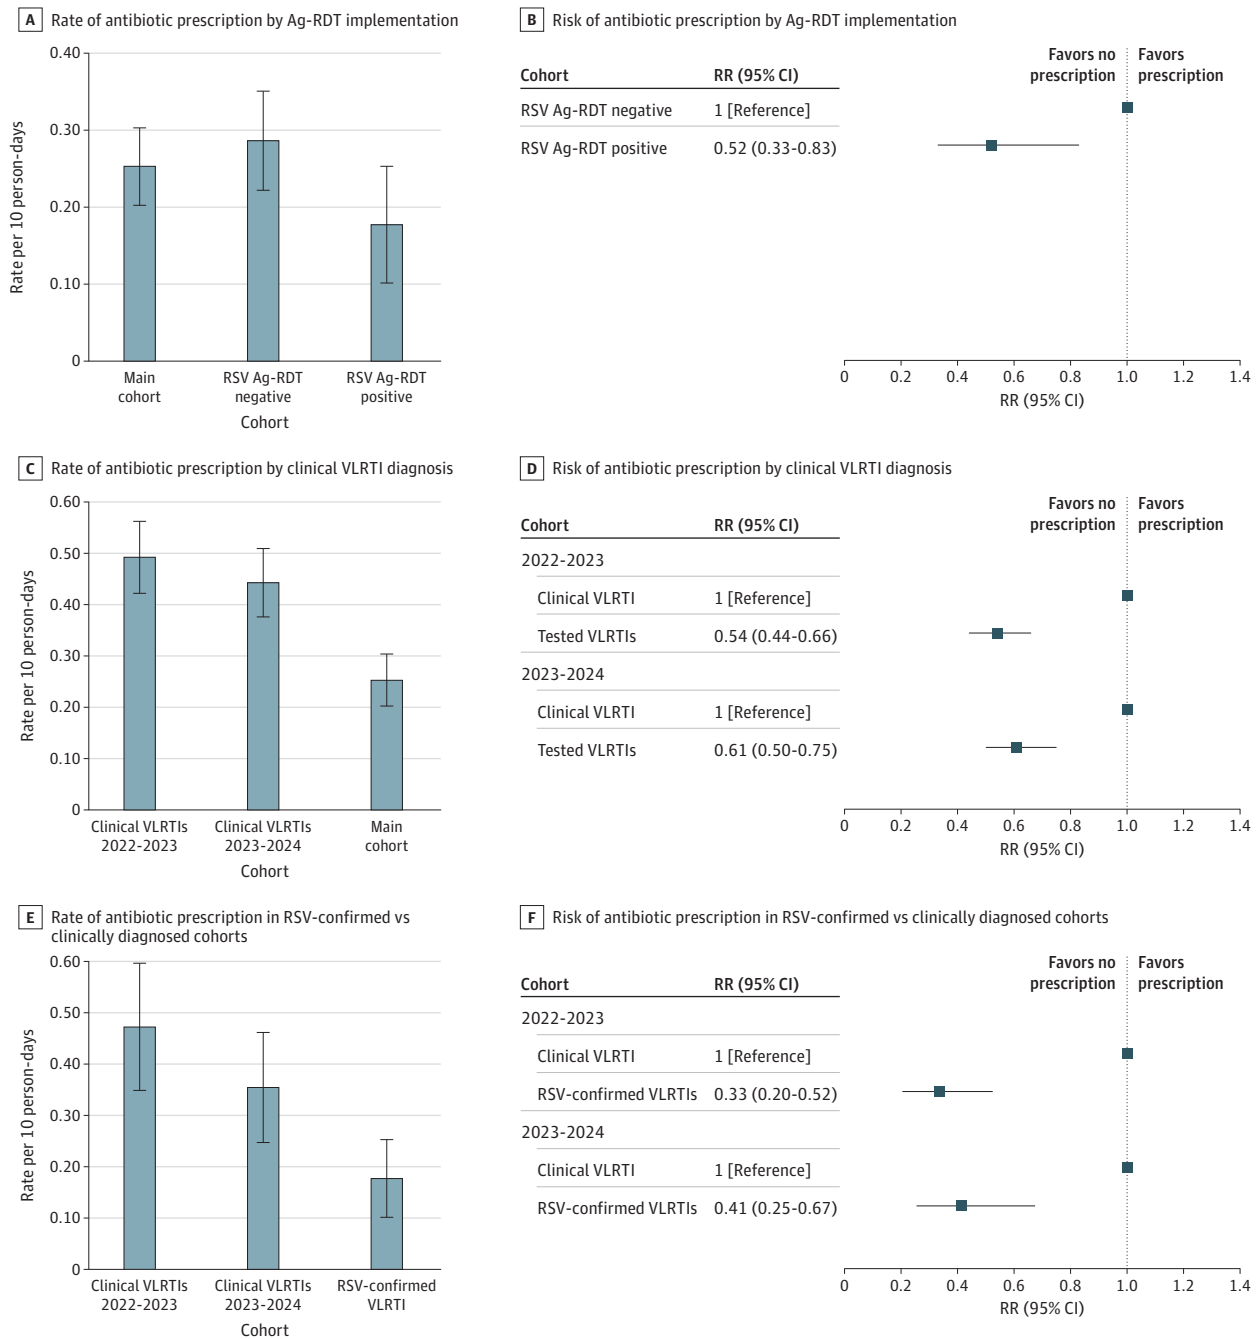 A Rate of antibiotic prescription by Ag-RDT implementation
0.40
0.30
0.20
0.10
0
Rate per 10 person-days
Main cohort
RSV Ag-RDT negative
RSV Ag-RDT positive
Cohort
B Risk of antibiotic prescription by Ag-RDT implementation
Favors no prescription
Favors prescription
Cohort RR (95% CI)
RSV Ag-RDT negative 1 [Reference]
RSV Ag-RDT positive 0.52 (0.33-0.83)
0 0.2 0.4 0.6 0.8 1.0 1.2 1.4
RR (95% CI)
C Rate of antibiotic prescription by clinical VLRTI diagnosis
0.60
0.50
0.40
0.30
0.20
0.10
0
Rate per 10 person-days
Clinical VLRTIs 2022-2023
Clinical VLRTIs 2023-2024
Main cohort
Cohort
D Risk of antibiotic prescription by clinical VLRTI diagnosis
Favors no prescription
Favors prescription
Cohort RR (95% CI)
2022-2023
Clinical VLRTI 1 [Reference]
Tested VLRTIs 0.54 (0.44-0.66)
2023-2024
Clinical VLRTI 1 [Reference]
Tested VLRTIs 0.61 (0.50-0.75)
0 0.2 0.4 0.6 0.8 1.0 1.2 1.4
RR (95% CI)
E Rate of antibiotic prescription in RSV-confirmed vs
clinically diagnosed cohorts
0.60
0.50
0.40
0.30
0.20
0.10
0
Rate per 10 person-days
Clinical VLRTIs 2022-2023
Clinical VLRTIs 2023-2024
RSV-confirmed VLRTI
Cohort
F Risk of antibiotic prescription in RSV-confirmed vs clinically diagnosed cohorts
Favors no prescription
Favors prescription
Cohort RR (95% CI)
2022-2023
Clinical VLRTI 1 [Reference]
RSV-confirmed VLRTIs 0.33 (0.20-0.52)
2023-2024
Clinical VLRTI 1 [Reference]
RSV-confirmed VLRTIs 0.41 (0.25-0.67)
0 0.2 0.4 0.6 0.8 1.0 1.2 1.4
RR (95% CI)